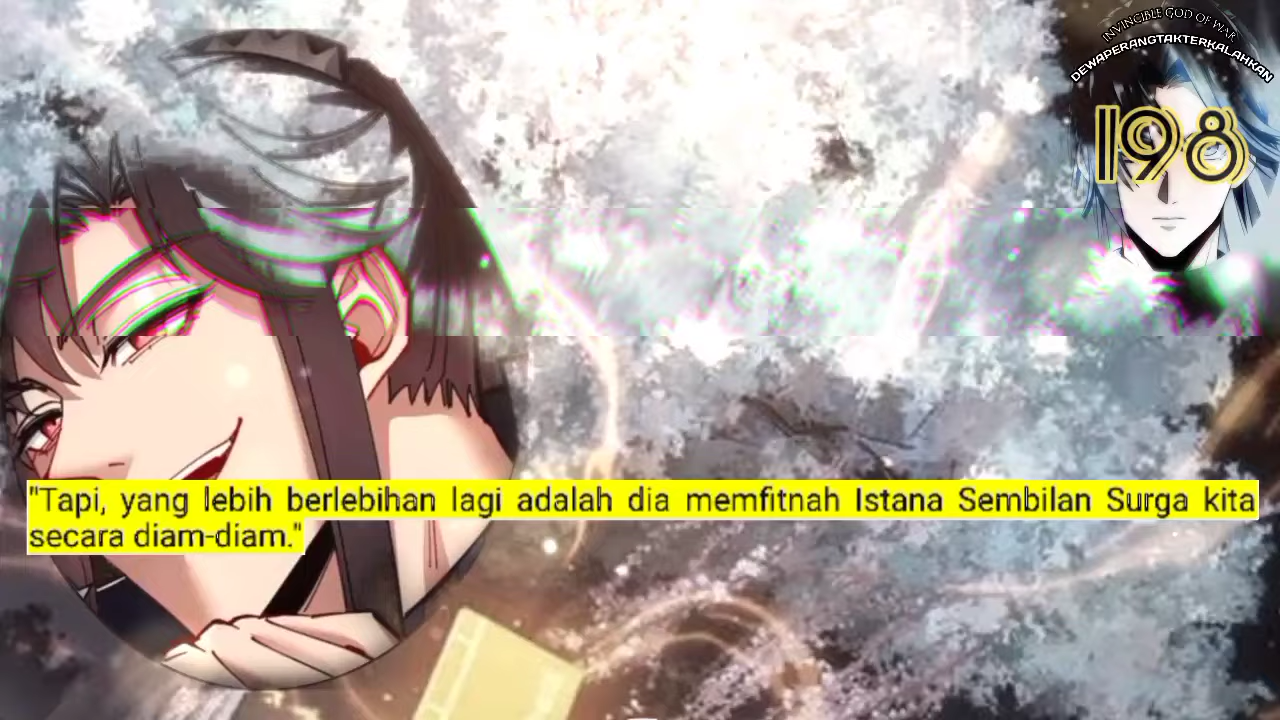 INVINCIBLE GOD OF WAR
DEWAPERANGTAKTERKALAHKAN
198
"Tapi, yang lebih berlebihan lagi adalah dia memfitnah Istana Sembilan Surga kita
secara diam-diam."